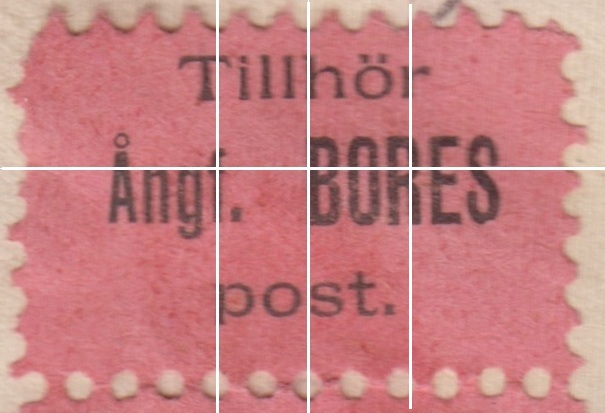 Tillhör
Ångf. BORES
post.